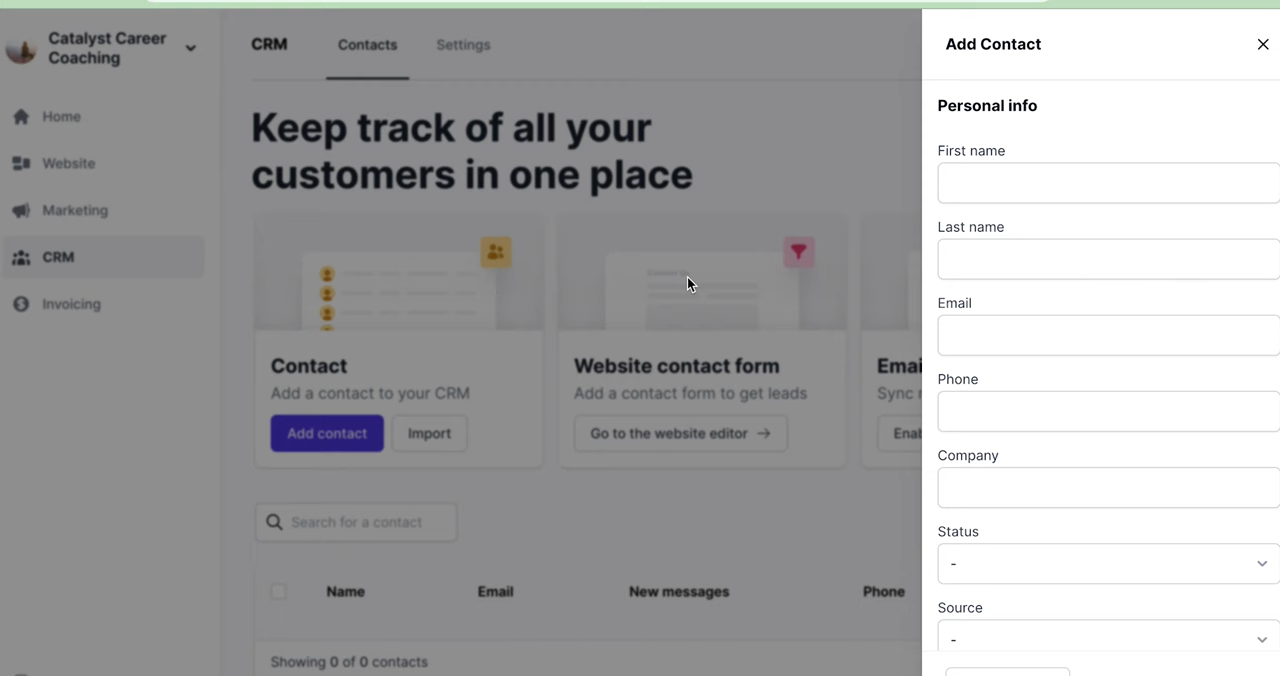 Catalyst Career
Coaching
Home
Website
Marketing
CRM
Invoicing
CRM
Contacts
Settings
Keep track of all your
customers in one place
Contact
Add a contact to your CRM
Add contact
Import
Website contact form
Add a contact form to get leads
Go to the website editor →
Search for a contact
Name
Email
New messages
Phone
Showing 0 of 0 contacts
Add Contact
Personal info
First name
Last name
Email
Phone
Company
Status
-
Source
-